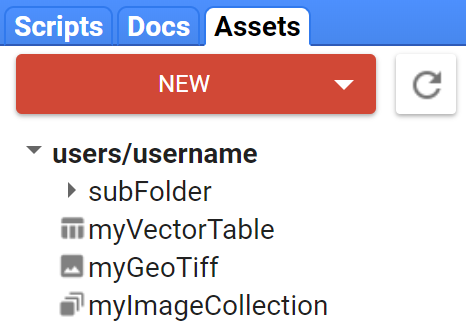 Scripts Docs Assets
NEW
users/username
subFolder
myVectorTable
myGeoTiff
myImageCollection